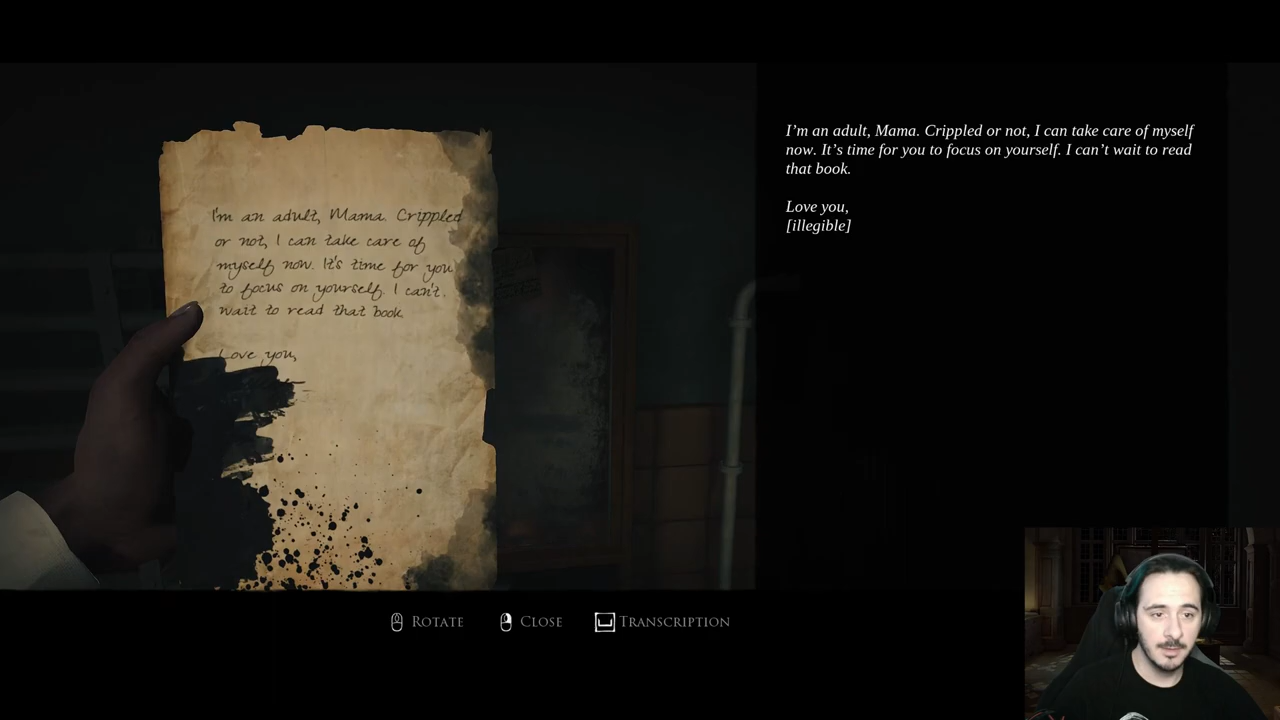 I'm an adult, Mama. Crippled
or not, I can take care of
myself now. It's time for you
to focus on yourself. I can't
wait to read that book.
Love you,
I’m an adult, Mama. Crippled or not, I can take care of myself
now. It’s time for you to focus on yourself. I can’t wait to read
that book.
Love you,
[illegible]
ROTATE
CLOSE
TRANSCRIPTION